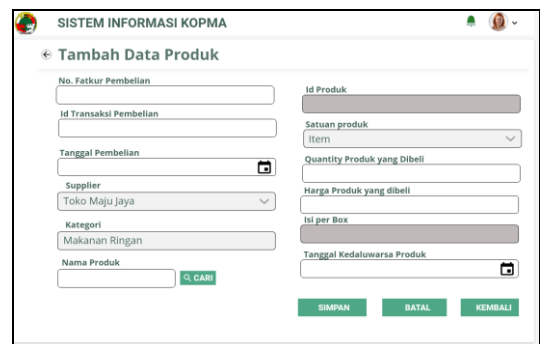 SISTEM INFORMASI KOPMA
Tambah Data Produk
No. Fatkur Pembelian
Id Transaksi Pembelian
Tanggal Pembelian
Supplier
Toko Maju Jaya
Kategori
Makanan Ringan
Nama Produk
CARI
Id Produk
Satuan produk
Item
Quantity Produk yang Dibeli
Harga Produk yang dibeli
Isi per Box
Tanggal Kedaluwarsa Produk
SIMPAN BATAL KEMBALI